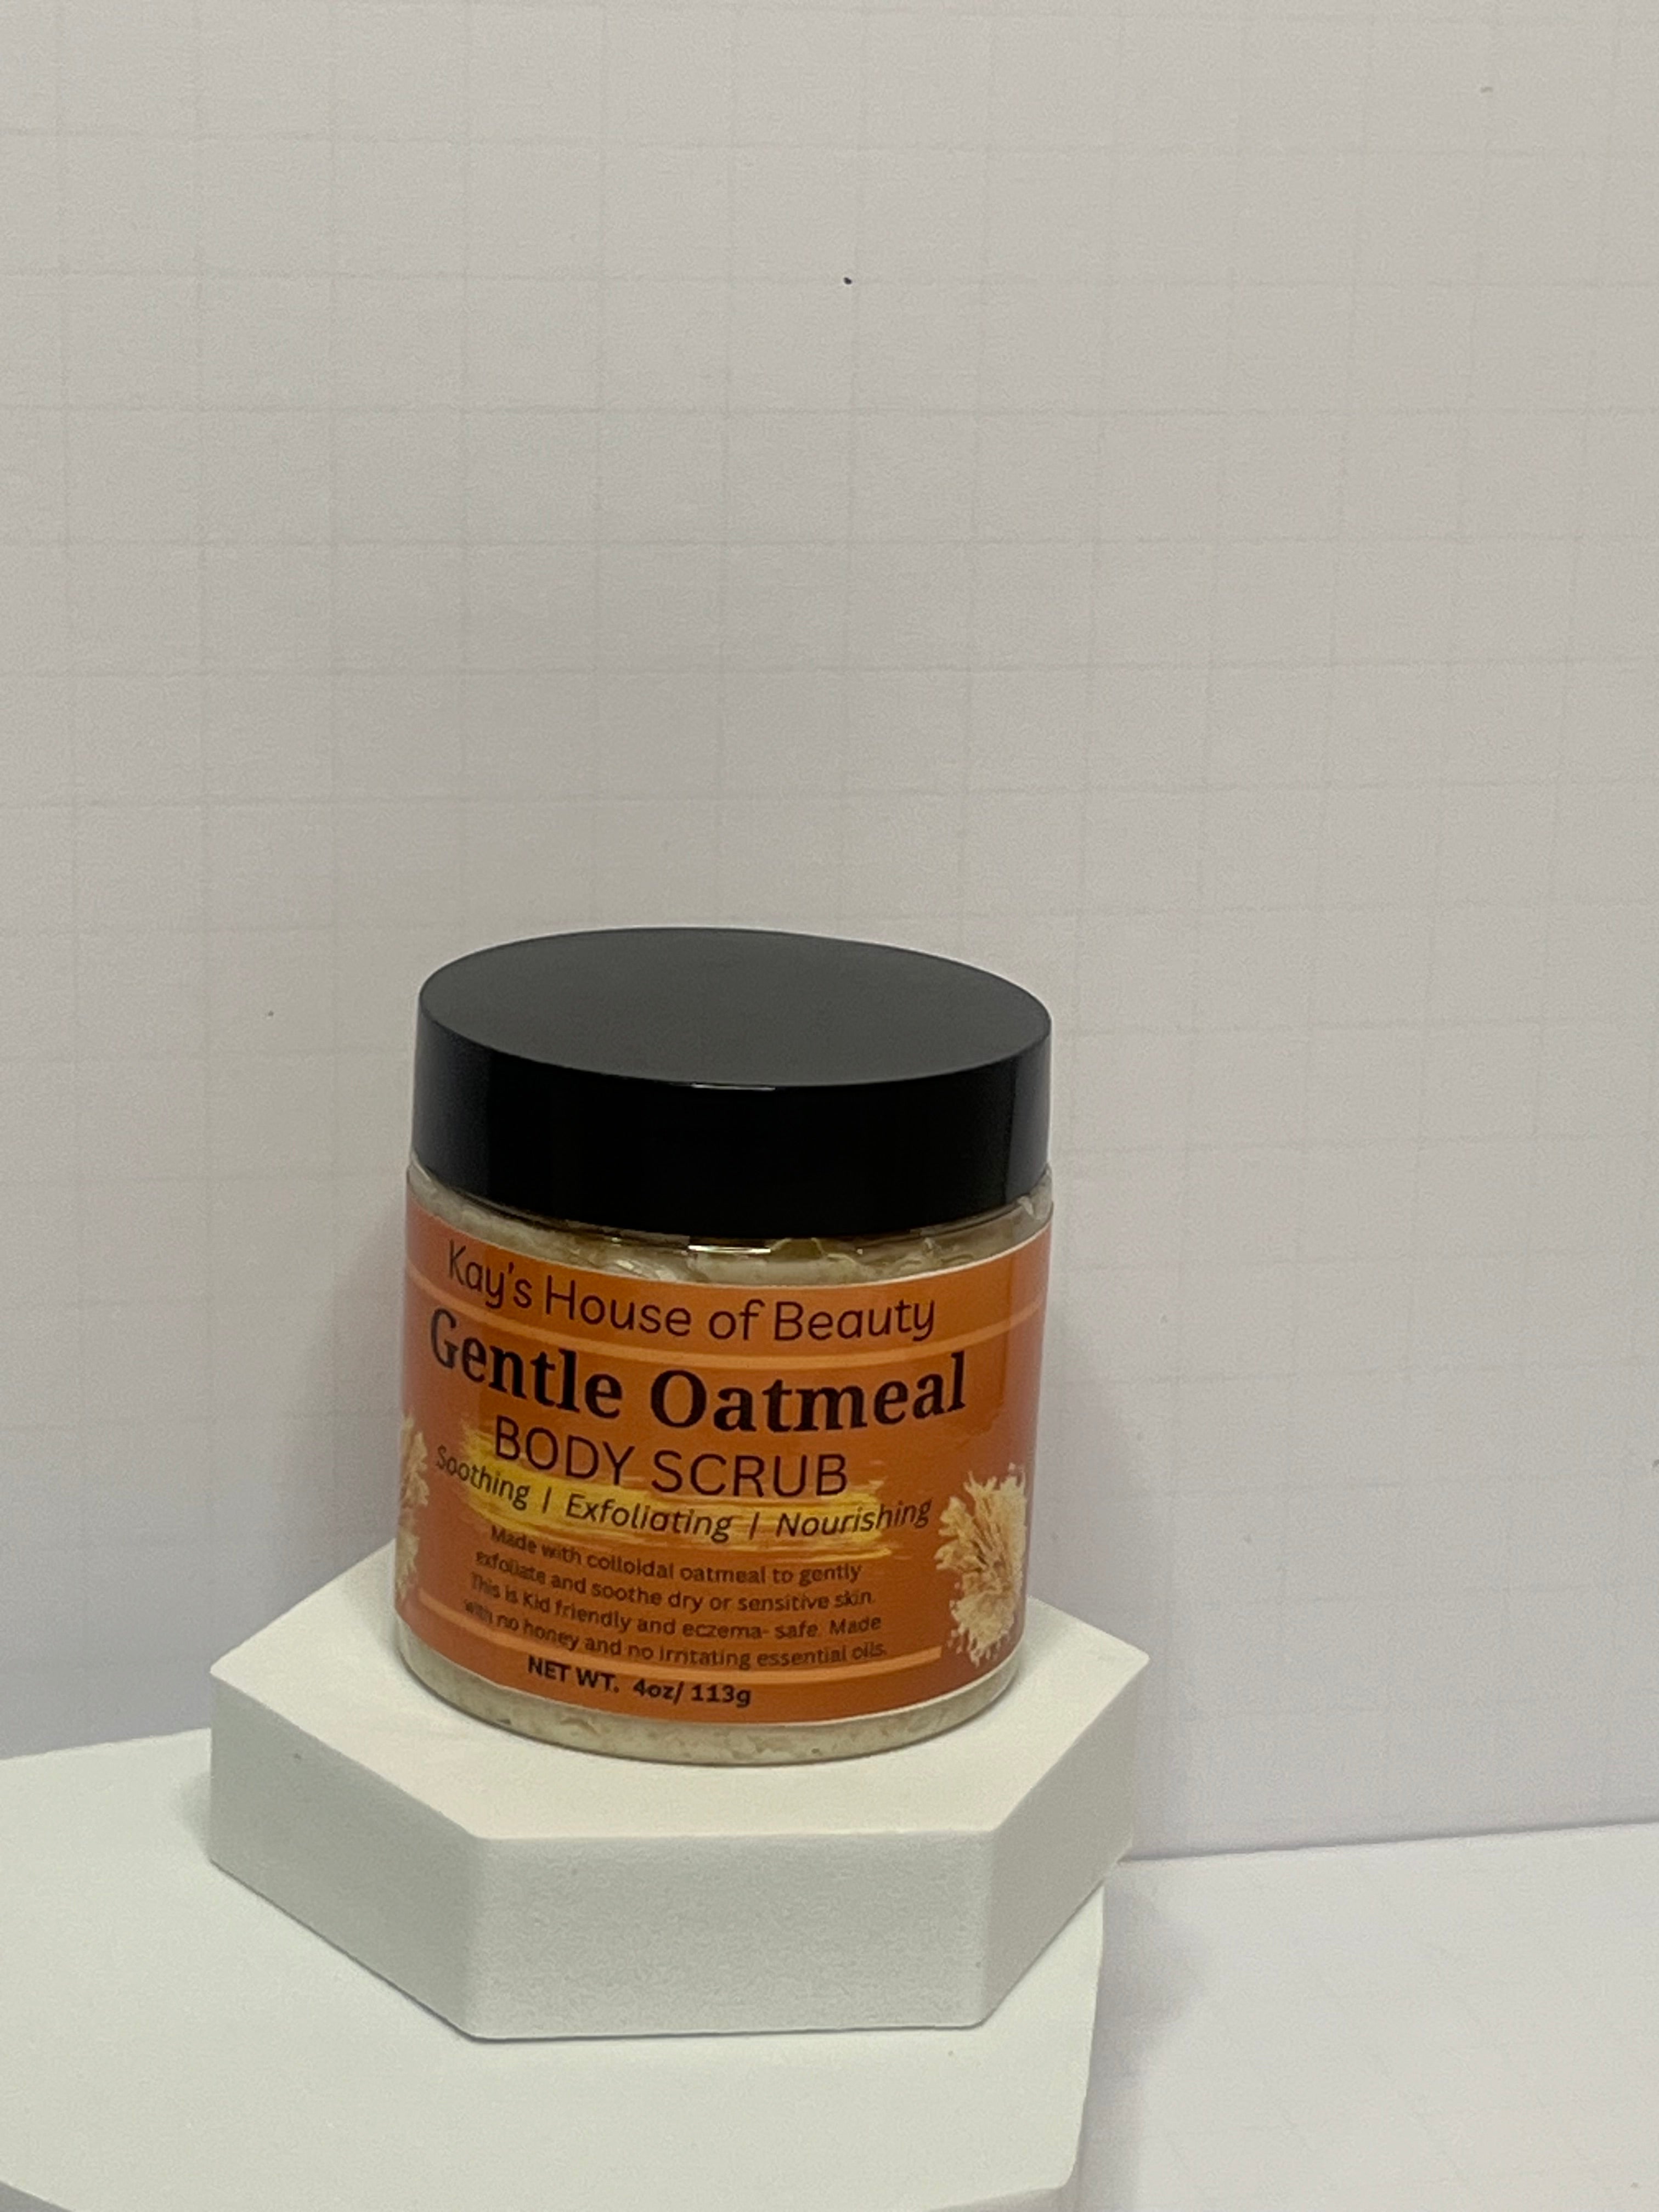 Kay's House of Beauty
Gentle Oatmeal
BODY SCRUB
Soothing | Exfoliating | Nourishing
Made with colloidal oatmeal to gently
exfoliate and soothe dry or sensitive skin.
This is Kid friendly and eczema- safe. Made
with no honey and no irritating essential oils.
NET WT. 4oz/ 113g